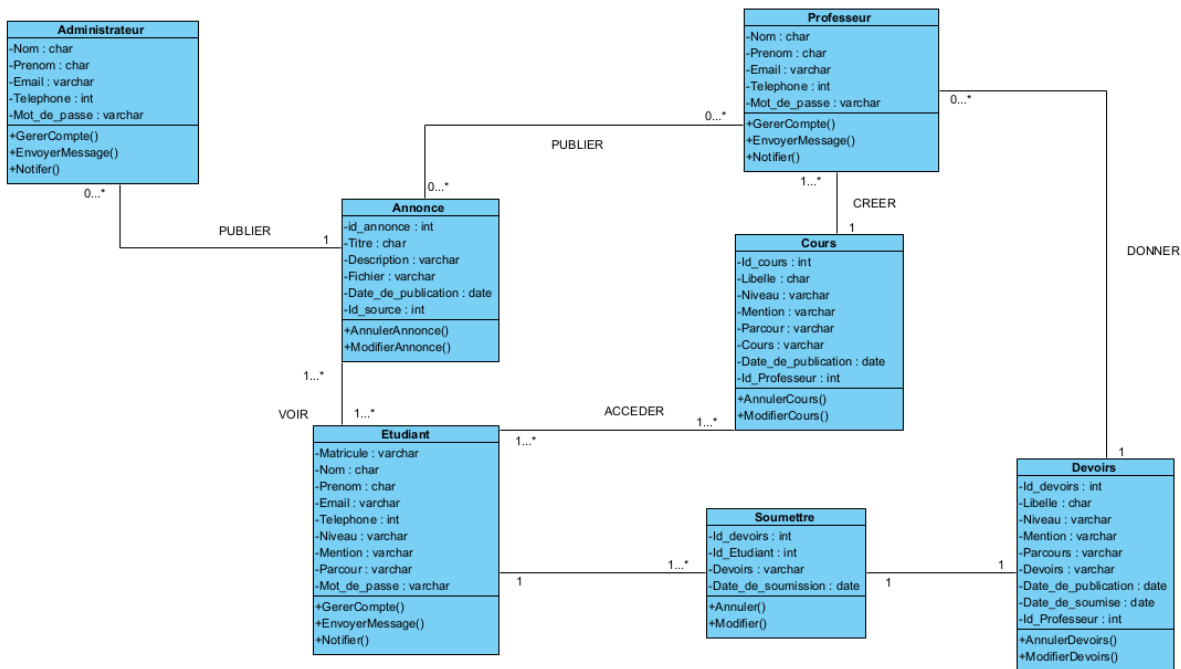 Administrateur
-Nom : char
-Prenom : char
-Email : varchar
-Telephone : int
-Mot_de_passe : varchar
+GererCompte()
+EnvoyerMessage()
+Notifer()
0...*
PUBLIER
1
Professeur
-Nom : char
-Prenom : char
-Email : varchar
-Telephone : int
-Mot_de_passe : varchar
+GererCompte()
+EnvoyerMessage()
+Notifier()
0...*
PUBLIER
0...*
0...*
DONNER
1
1...*
CREER
1
Annonce
-id_annonce : int
-Titre : char
-Description : varchar
-Fichier : varchar
-Date_de_publication : date
-Id_source : int
+AnnulerAnnonce()
+ModifierAnnonce()
1...*
VOIR
1...*
Cours
-Id_cours : int
-Libelle : char
-Niveau : varchar
-Mention : varchar
-Parcour : varchar
-Cours : varchar
-Date_de_publication : date
-Id_Professeur : int
+AnnulerCours()
+ModifierCours()
ACCEDER
1...*
1...*
Etudiant
-Matricule : varchar
-Nom : char
-Prenom : char
-Email : varchar
-Telephone : int
-Niveau : varchar
-Mention : varchar
-Parcour : varchar
-Mot_de_passe : varchar
+GererCompte()
+EnvoyerMessage()
+Notifier()
1
1...*
Soumettre
-Id_devoirs : int
-Id_Etudiant : int
-Devoirs : varchar
-Date_de_soumission : date
+Annuler()
+Modifier()
1
1
Devoirs
-Id_devoirs : int
-Libelle : char
-Niveau : varchar
-Mention : varchar
-Parcours : varchar
-Devoirs : varchar
-Date_de_publication : date
-Date_de_soumise : date
-Id_Professeur : int
+AnnulerDevoirs()
+ModifierDevoirs()